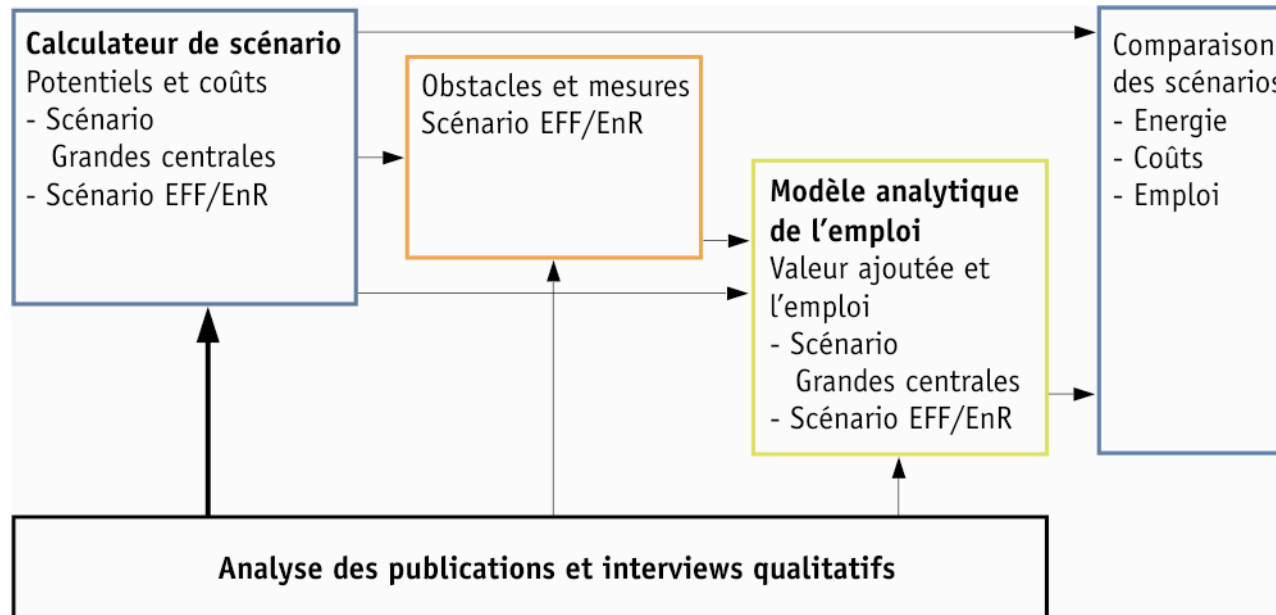 Calculateur de scénario
Potentiels et coûts
- Scénario
Grandes centrales
- Scénario EFF/EnR
Obstacles et mesures
Scénario EFF/EnR
Modèle analytique
de l’emploi
Valeur ajoutée et
l’emploi
- Scénario
Grandes centrales
- Scénario EFF/EnR
Comparaison
des scénarios
- Energie
- Coûts
- Emploi
Analyse des publications et interviews qualitatifs